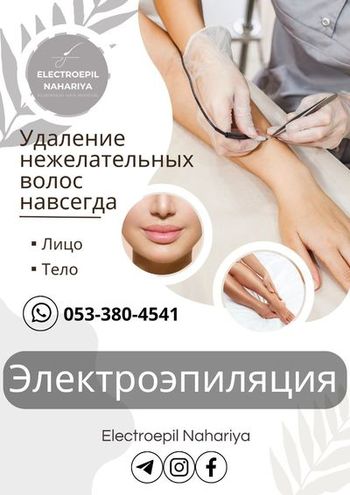 ELECTROEPIL
NAHARIYA
Удаление
нежелательных
волос
навсегда
▪ Лицо
▪ Тело
053-380-4541
Электроэпиляция
Electroepil Nahariya